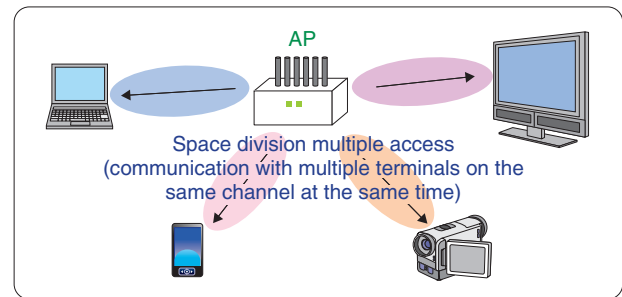 AP
Space division multiple access
(communication with multiple terminals on the
same channel at the same time)